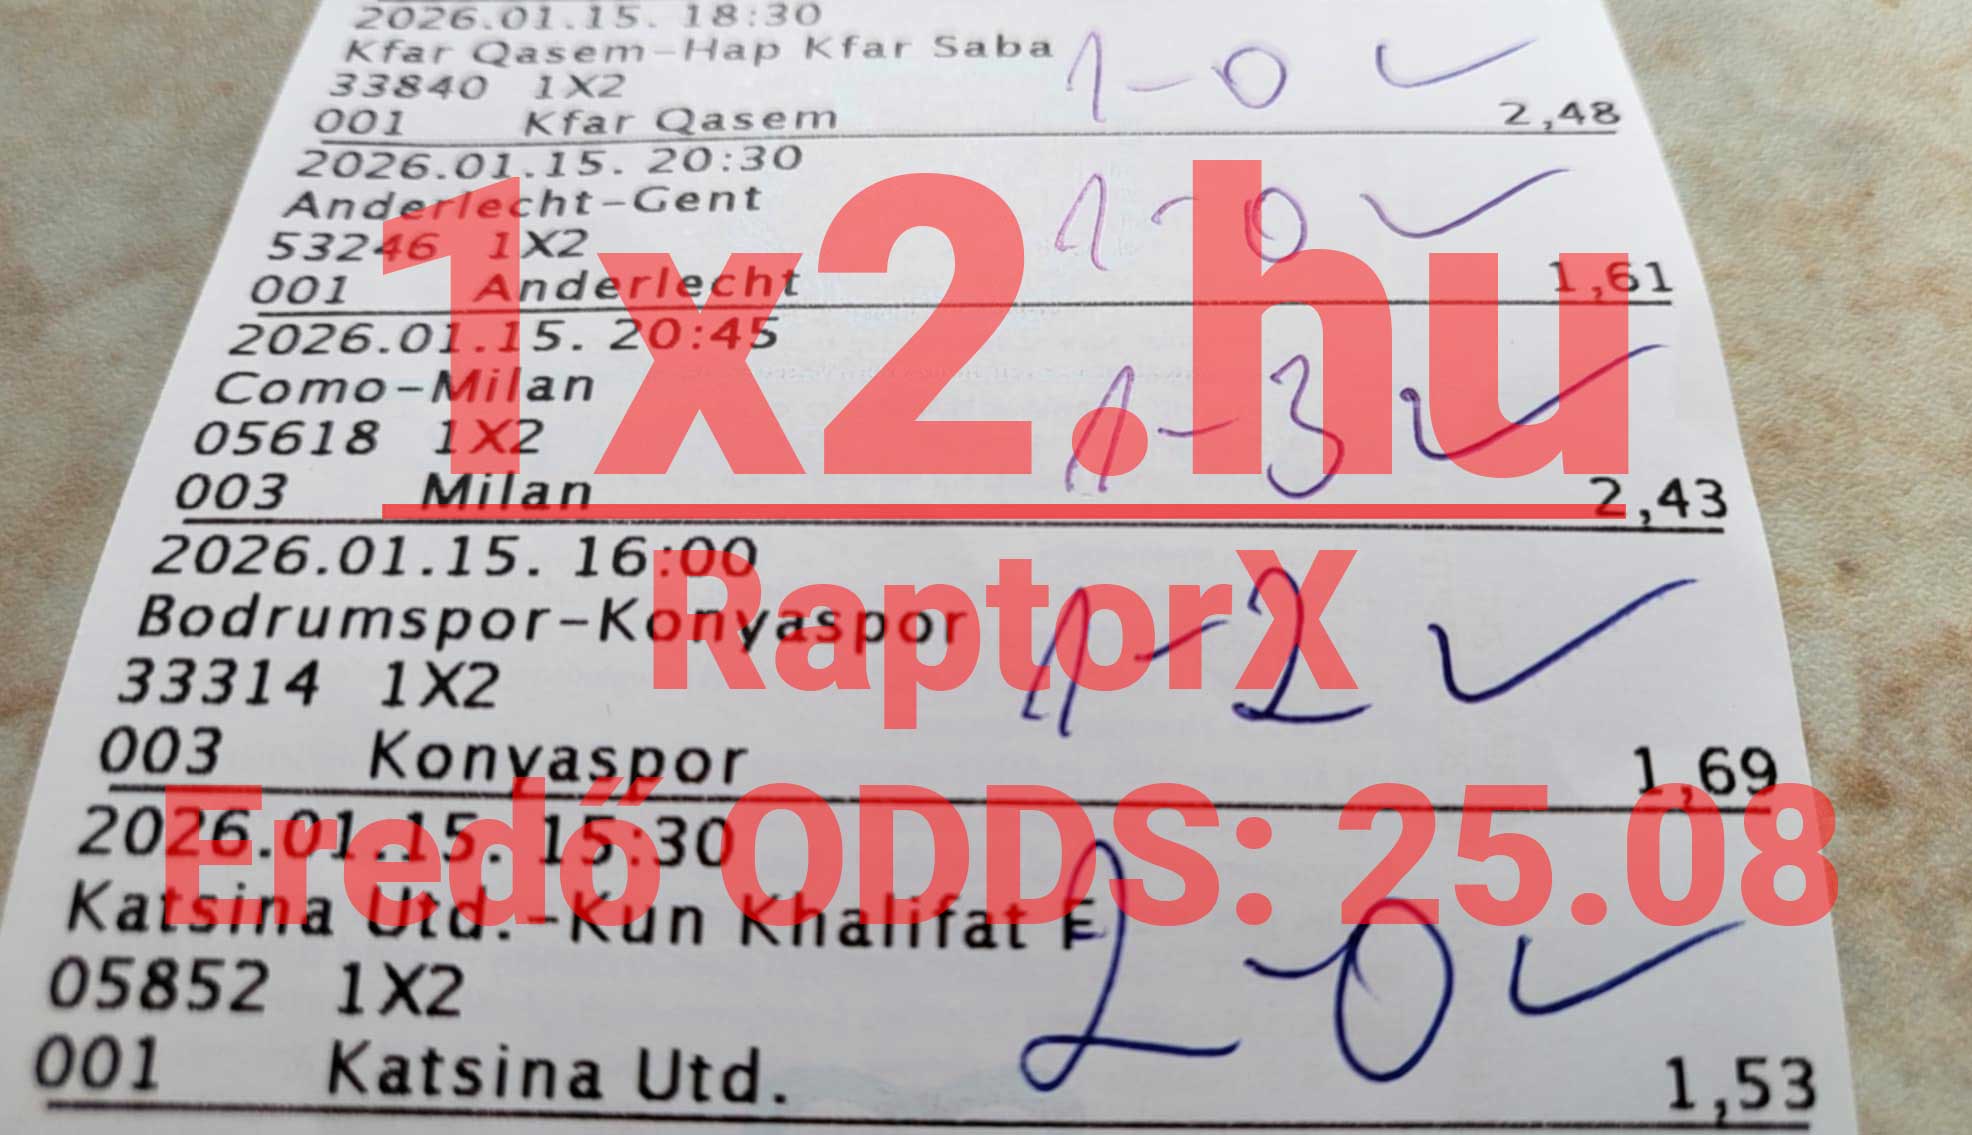 2026.01.15. 18:30
Kfar Qasem-Hap Kfar Saba
1-0
33840 1X2
001 Kfar Qasem 2,48
2026.01.15. 20:30
Anderlecht-Gent
1-0
53246 1X2
001 Anderlecht 1,61
2026.01.15. 20:45
Como-Milan
1-3
05618 1X2
003 Milan 2,43
2026.01.15. 16:00
Bodrumspor-Konyaspor
1-2
33314 1X2
003 Konyaspor 1,69
2026.01.15. 15:30
Katsina Utd.-Kun Khalifat F
2-0
05852 1X2
001 Katsina Utd. 1,53
1x2.hu
RaptorX
Eredő ODDS: 25.08